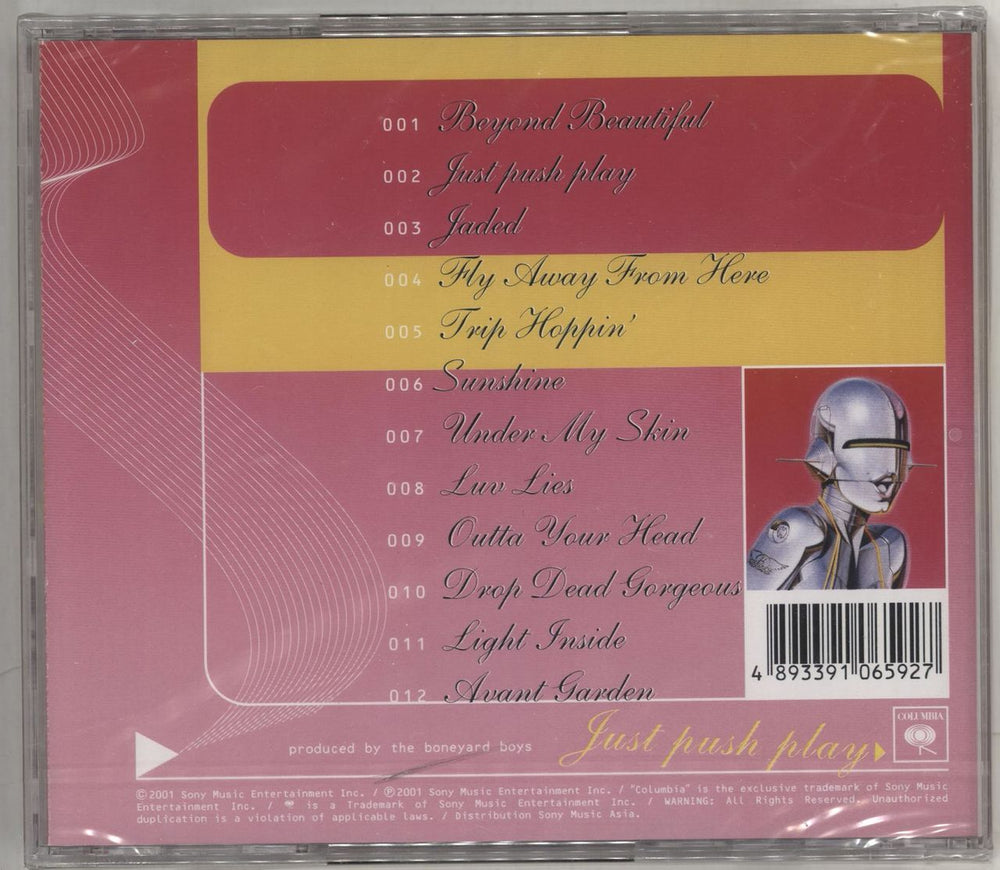 001 Beyond Beautiful
002 Just push play
003 Jaded
004 Fly Away From Here
005 Trip Hoppin'
006 Sunshine
007 Under My Skin
008 Luv Lies
009 Outta Your Head
010 Drop Dead Gorgeous
011 Light Inside
012 Avant Garden
4 893391 065927
produced by the boneyard boys
Just push play
COLUMBIA
©2001 Sony Music Entertainment Inc. / ℗2001 Sony Music Entertainment Inc. / "Columbia" is the exclusive trademark of Sony Music
Entertainment Inc. / is a Trademark of Sony Music Entertainment Inc. / WARNING: All Rights Reserved. Unauthorized
duplication is a violation of applicable laws. / Distribution Sony Music Asia.